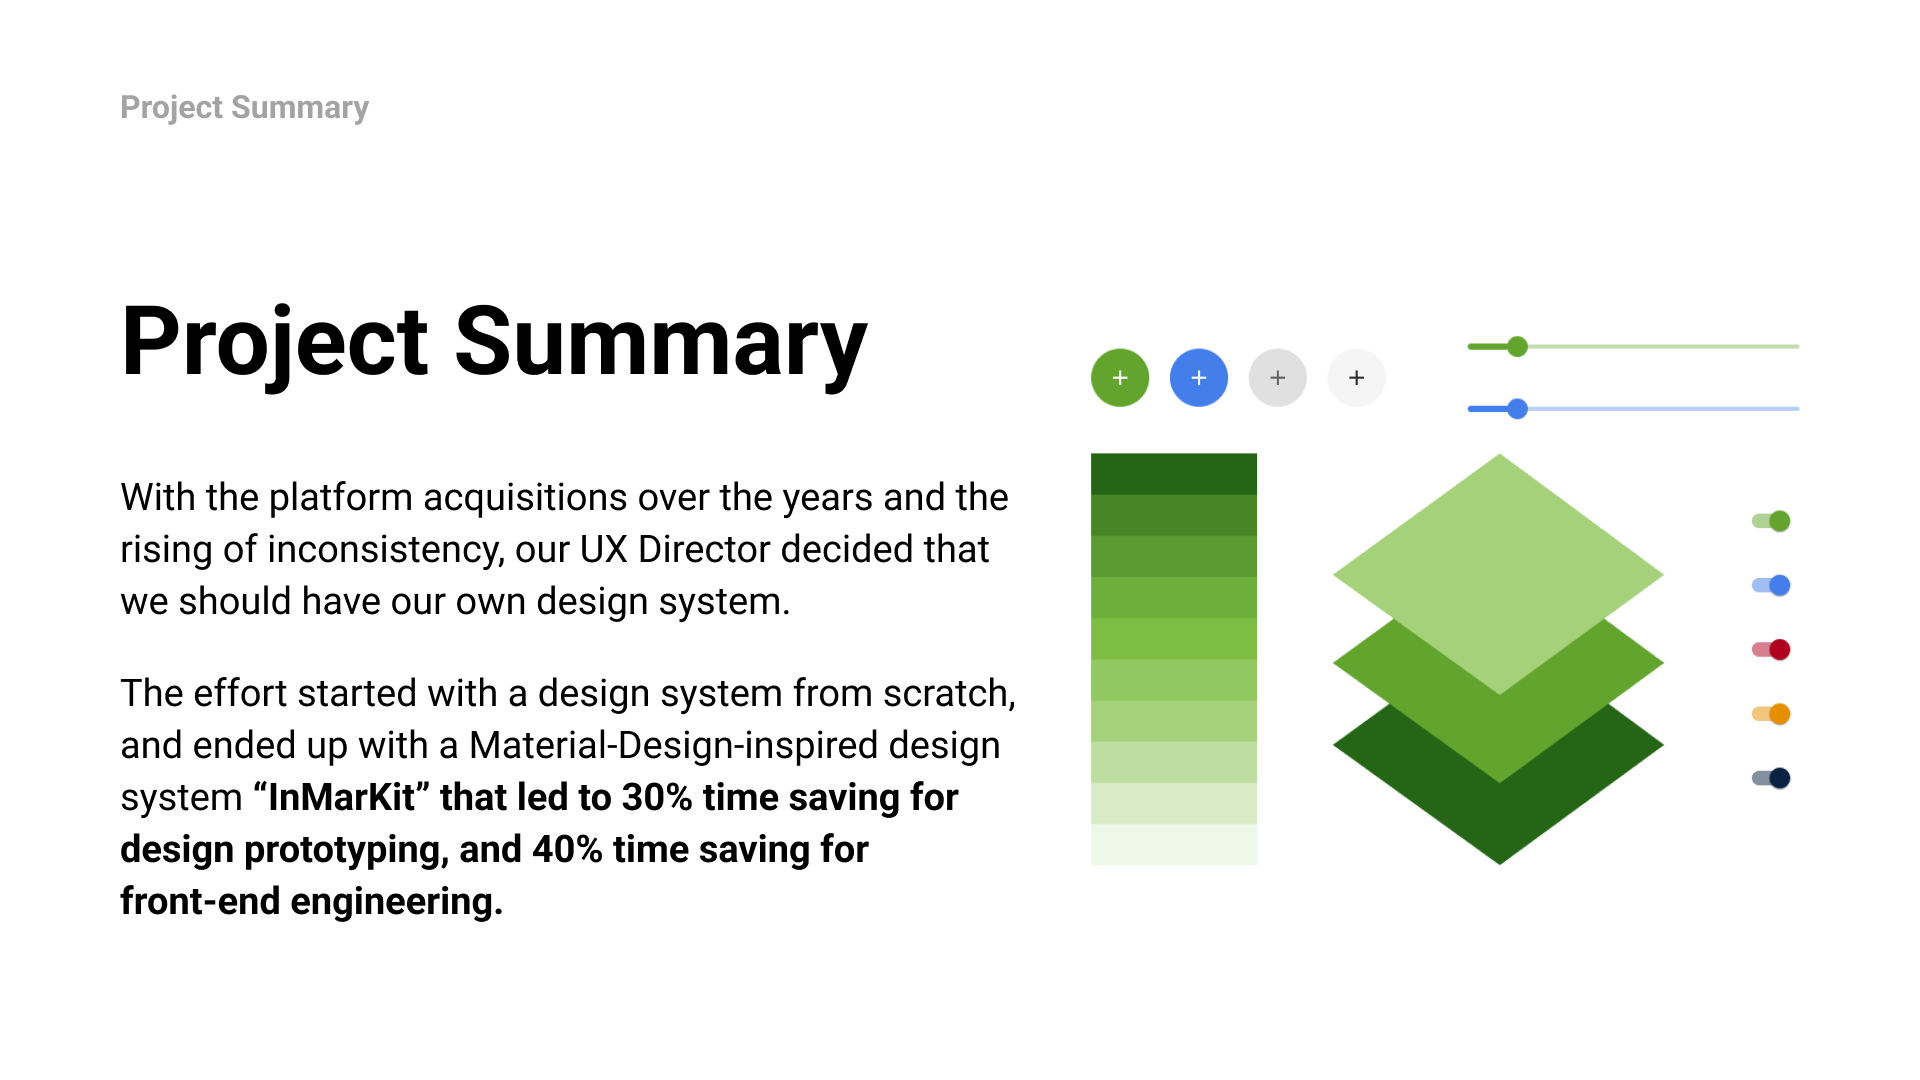 Project Summary
Project Summary
With the platform acquisitions over the years and the
rising of inconsistency, our UX Director decided that
we should have our own design system.
The effort started with a design system from scratch,
and ended up with a Material-Design-inspired design
system “InMarKit” that led to 30% time saving for
design prototyping, and 40% time saving for
front-end engineering.
+ + + +